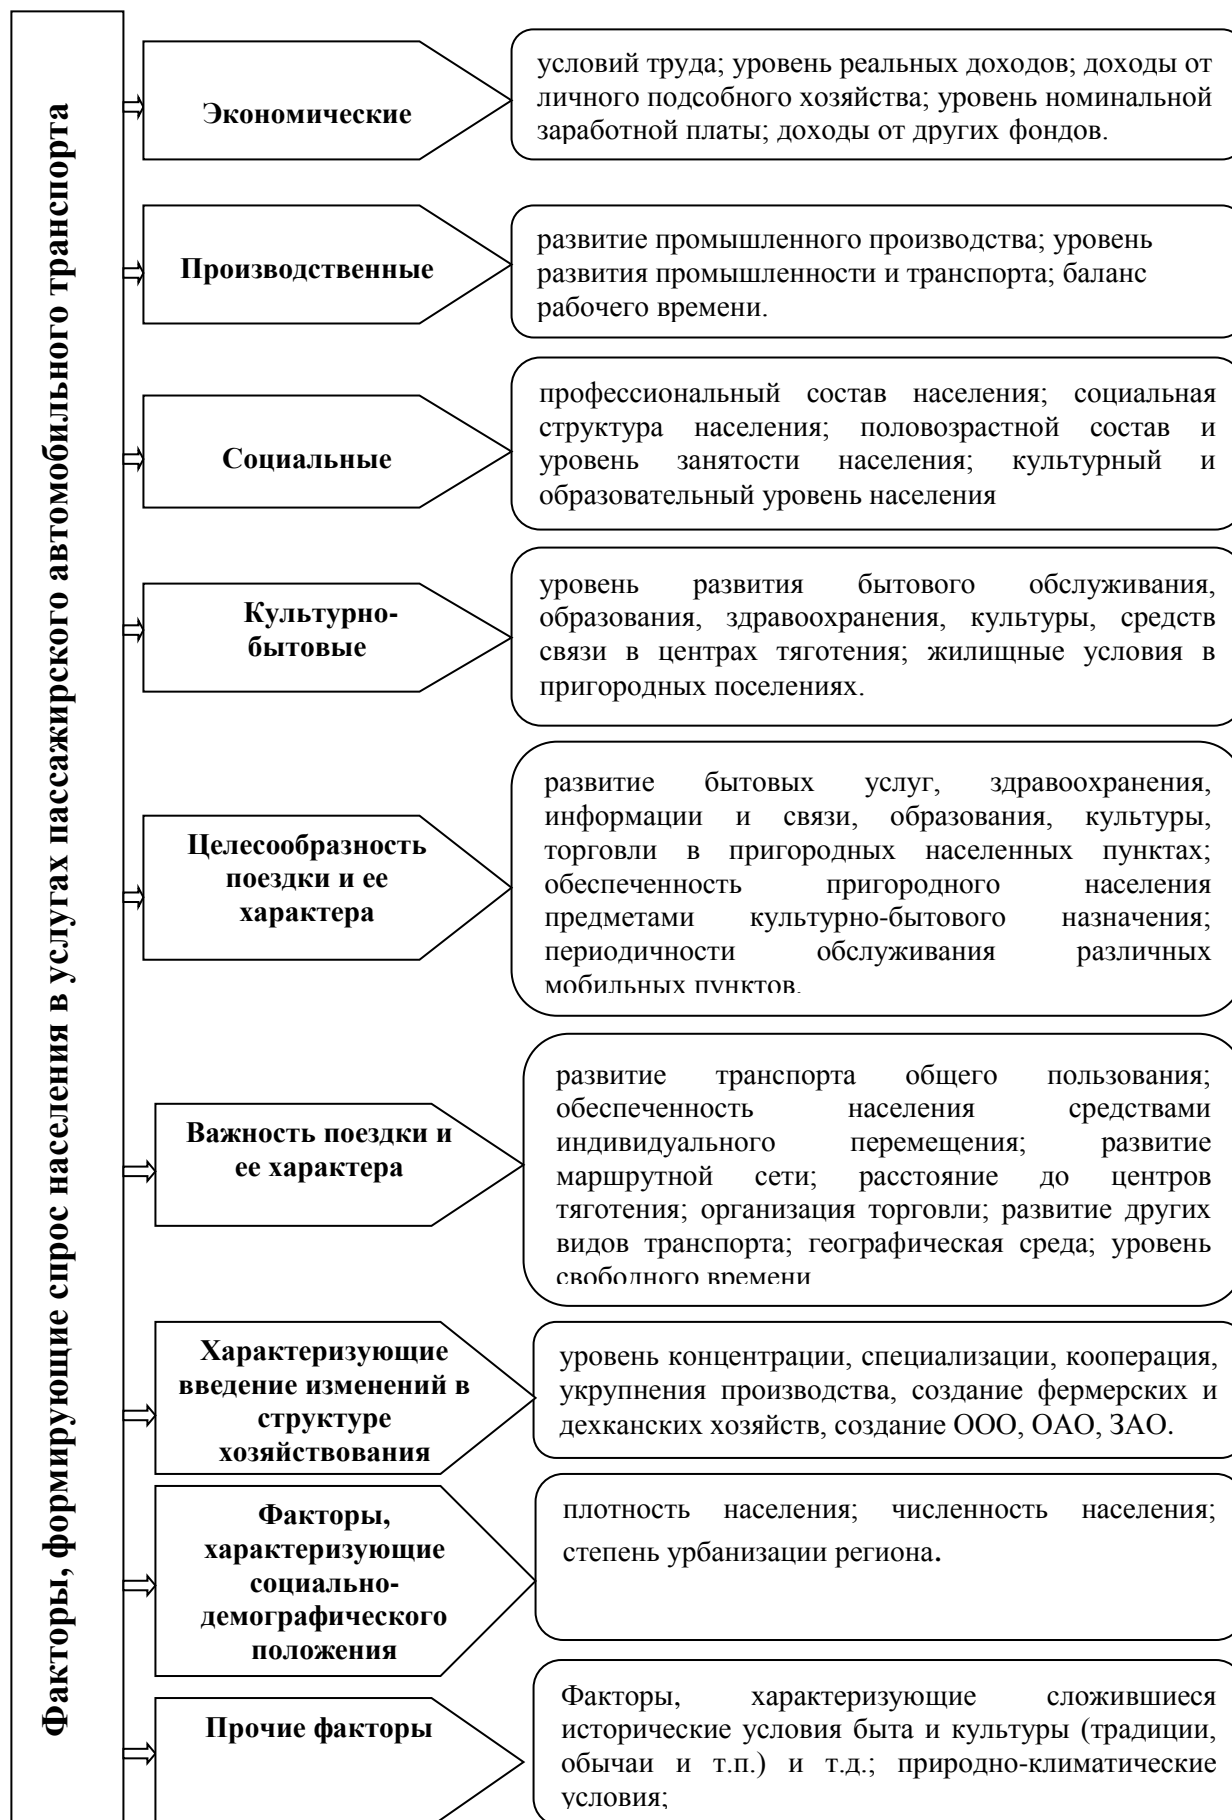 Факторы, формирующие спрос населения в услугах пассажирского автомобильного транспорта
Экономические
условий труда; уровень реальных доходов; доходы от
личного подсобного хозяйства; уровень номинальной
заработной платы; доходы от других фондов.
Производственные
развитие промышленного производства; уровень
развития промышленности и транспорта; баланс
рабочего времени.
Социальные
профессиональный состав населения; социальная
структура населения; половозрастной состав и
уровень занятости населения; культурный и
образовательный уровень населения
Культурно-
бытовые
уровень развития бытового обслуживания,
образования, здравоохранения, культуры, средств
связи в центрах тяготения; жилищные условия в
пригородных поселениях.
Целесообразность
поездки и ее
характера
развитие бытовых услуг, здравоохранения,
информации и связи, образования, культуры,
торговли в пригородных населенных пунктах;
обеспеченность пригородного населения
предметами культурно-бытового назначения;
периодичности обслуживания различных
мобильных пунктов.
Важность поездки и
ее характера
развитие транспорта общего пользования;
обеспеченность населения средствами
индивидуального перемещения; развитие
маршрутной сети; расстояние до центров
тяготения; организация торговли; развитие других
видов транспорта; географическая среда; уровень
свободного времени
Характеризующие
введение изменений в
структуре
хозяйствования
уровень концентрации, специализации, кооперация,
укрупнения производства, создание фермерских и
дехканских хозяйств, создание ООО, ОАО, ЗАО.
Факторы,
характеризующие
социально-
демографического
положения
плотность населения; численность населения;
степень урбанизации региона.
Прочие факторы
Факторы, характеризующие сложившиеся
исторические условия быта и культуры (традиции,
обычаи и т.п.) и т.д.; природно-климатические
условия;